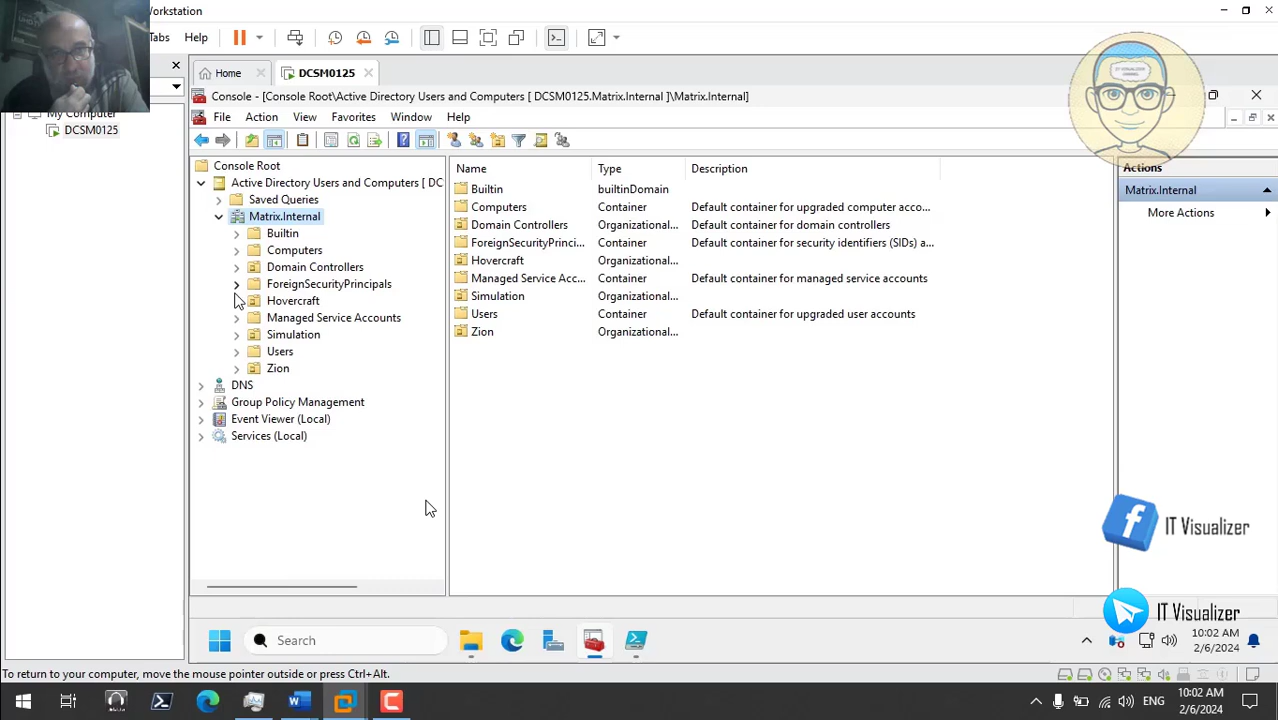 Workstation
Tabs Help
Home
DCSM0125
My Computer
DCSM0125
Console - [Console Root\Active Directory Users and Computers [ DCSM0125.Matrix.Internal ]\Matrix.Internal]
File Action View Favorites Window Help
Console Root
Active Directory Users and Computers [ DC
Saved Queries
Matrix.Internal
Builtin
Computers
Domain Controllers
ForeignSecurityPrincipals
Hovercraft
Managed Service Accounts
Simulation
Users
Zion
DNS
Group Policy Management
Event Viewer (Local)
Services (Local)
Name Type Description
Builtin builtinDomain
Computers Container Default container for upgraded computer acco...
Domain Controllers Organizational... Default container for domain controllers
ForeignSecurityPrinci... Container Default container for security identifiers (SIDs) a...
Hovercraft Organizational...
Managed Service Acc... Container Default container for managed service accounts
Simulation Organizational...
Users Container Default container for upgraded user accounts
Zion Organizational...
Actions
Matrix.Internal
More Actions
IT Visualizer
IT Visualizer
Search
10:02 AM
2/6/2024
To return to your computer, move the mouse pointer outside or press Ctrl+Alt.
ENG
10:02 AM
2/6/2024